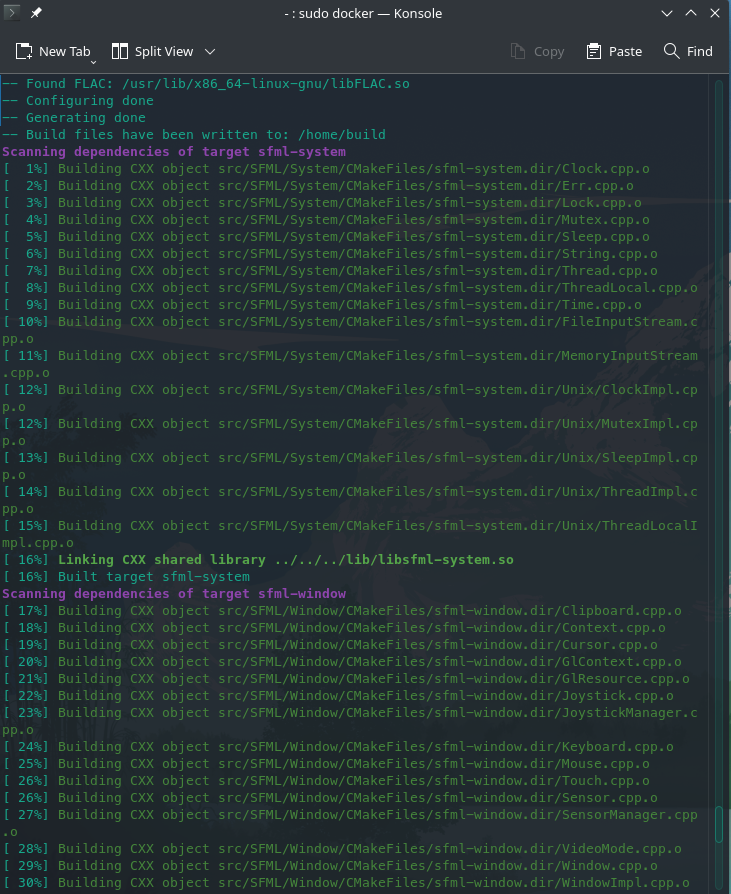 - : sudo docker — Konsole
New Tab Split View Copy Paste Find
-- Found FLAC: /usr/lib/x86_64-linux-gnu/libFLAC.so
-- Configuring done
-- Generating done
-- Build files have been written to: /home/build
Scanning dependencies of target sfml-system
[  1%] Building CXX object src/SFML/System/CMakeFiles/sfml-system.dir/Clock.cpp.o
[  2%] Building CXX object src/SFML/System/CMakeFiles/sfml-system.dir/Err.cpp.o
[  3%] Building CXX object src/SFML/System/CMakeFiles/sfml-system.dir/Lock.cpp.o
[  4%] Building CXX object src/SFML/System/CMakeFiles/sfml-system.dir/Mutex.cpp.o
[  5%] Building CXX object src/SFML/System/CMakeFiles/sfml-system.dir/Sleep.cpp.o
[  6%] Building CXX object src/SFML/System/CMakeFiles/sfml-system.dir/String.cpp.o
[  7%] Building CXX object src/SFML/System/CMakeFiles/sfml-system.dir/Thread.cpp.o
[  8%] Building CXX object src/SFML/System/CMakeFiles/sfml-system.dir/ThreadLocal.cpp.o
[  9%] Building CXX object src/SFML/System/CMakeFiles/sfml-system.dir/Time.cpp.o
[ 10%] Building CXX object src/SFML/System/CMakeFiles/sfml-system.dir/FileInputStream.c
pp.o
[ 11%] Building CXX object src/SFML/System/CMakeFiles/sfml-system.dir/MemoryInputStream
.cpp.o
[ 12%] Building CXX object src/SFML/System/CMakeFiles/sfml-system.dir/Unix/ClockImpl.cp
p.o
[ 12%] Building CXX object src/SFML/System/CMakeFiles/sfml-system.dir/Unix/MutexImpl.cp
p.o
[ 13%] Building CXX object src/SFML/System/CMakeFiles/sfml-system.dir/Unix/SleepImpl.cp
p.o
[ 14%] Building CXX object src/SFML/System/CMakeFiles/sfml-system.dir/Unix/ThreadImpl.c
pp.o
[ 15%] Building CXX object src/SFML/System/CMakeFiles/sfml-system.dir/Unix/ThreadLocalI
mpl.cpp.o
[ 16%] Linking CXX shared library ../../../lib/libsfml-system.so
[ 16%] Built target sfml-system
Scanning dependencies of target sfml-window
[ 17%] Building CXX object src/SFML/Window/CMakeFiles/sfml-window.dir/Clipboard.cpp.o
[ 18%] Building CXX object src/SFML/Window/CMakeFiles/sfml-window.dir/Context.cpp.o
[ 19%] Building CXX object src/SFML/Window/CMakeFiles/sfml-window.dir/Cursor.cpp.o
[ 20%] Building CXX object src/SFML/Window/CMakeFiles/sfml-window.dir/GlContext.cpp.o
[ 21%] Building CXX object src/SFML/Window/CMakeFiles/sfml-window.dir/GlResource.cpp.o
[ 22%] Building CXX object src/SFML/Window/CMakeFiles/sfml-window.dir/Joystick.cpp.o
[ 23%] Building CXX object src/SFML/Window/CMakeFiles/sfml-window.dir/JoystickManager.c
pp.o
[ 24%] Building CXX object src/SFML/Window/CMakeFiles/sfml-window.dir/Keyboard.cpp.o
[ 25%] Building CXX object src/SFML/Window/CMakeFiles/sfml-window.dir/Mouse.cpp.o
[ 26%] Building CXX object src/SFML/Window/CMakeFiles/sfml-window.dir/Touch.cpp.o
[ 26%] Building CXX object src/SFML/Window/CMakeFiles/sfml-window.dir/Sensor.cpp.o
[ 27%] Building CXX object src/SFML/Window/CMakeFiles/sfml-window.dir/SensorManager.cpp
.o
[ 28%] Building CXX object src/SFML/Window/CMakeFiles/sfml-window.dir/VideoMode.cpp.o
[ 29%] Building CXX object src/SFML/Window/CMakeFiles/sfml-window.dir/Window.cpp.o
[ 30%] Building CXX object src/SFML/Window/CMakeFiles/sfml-window.dir/WindowImpl.cpp.o